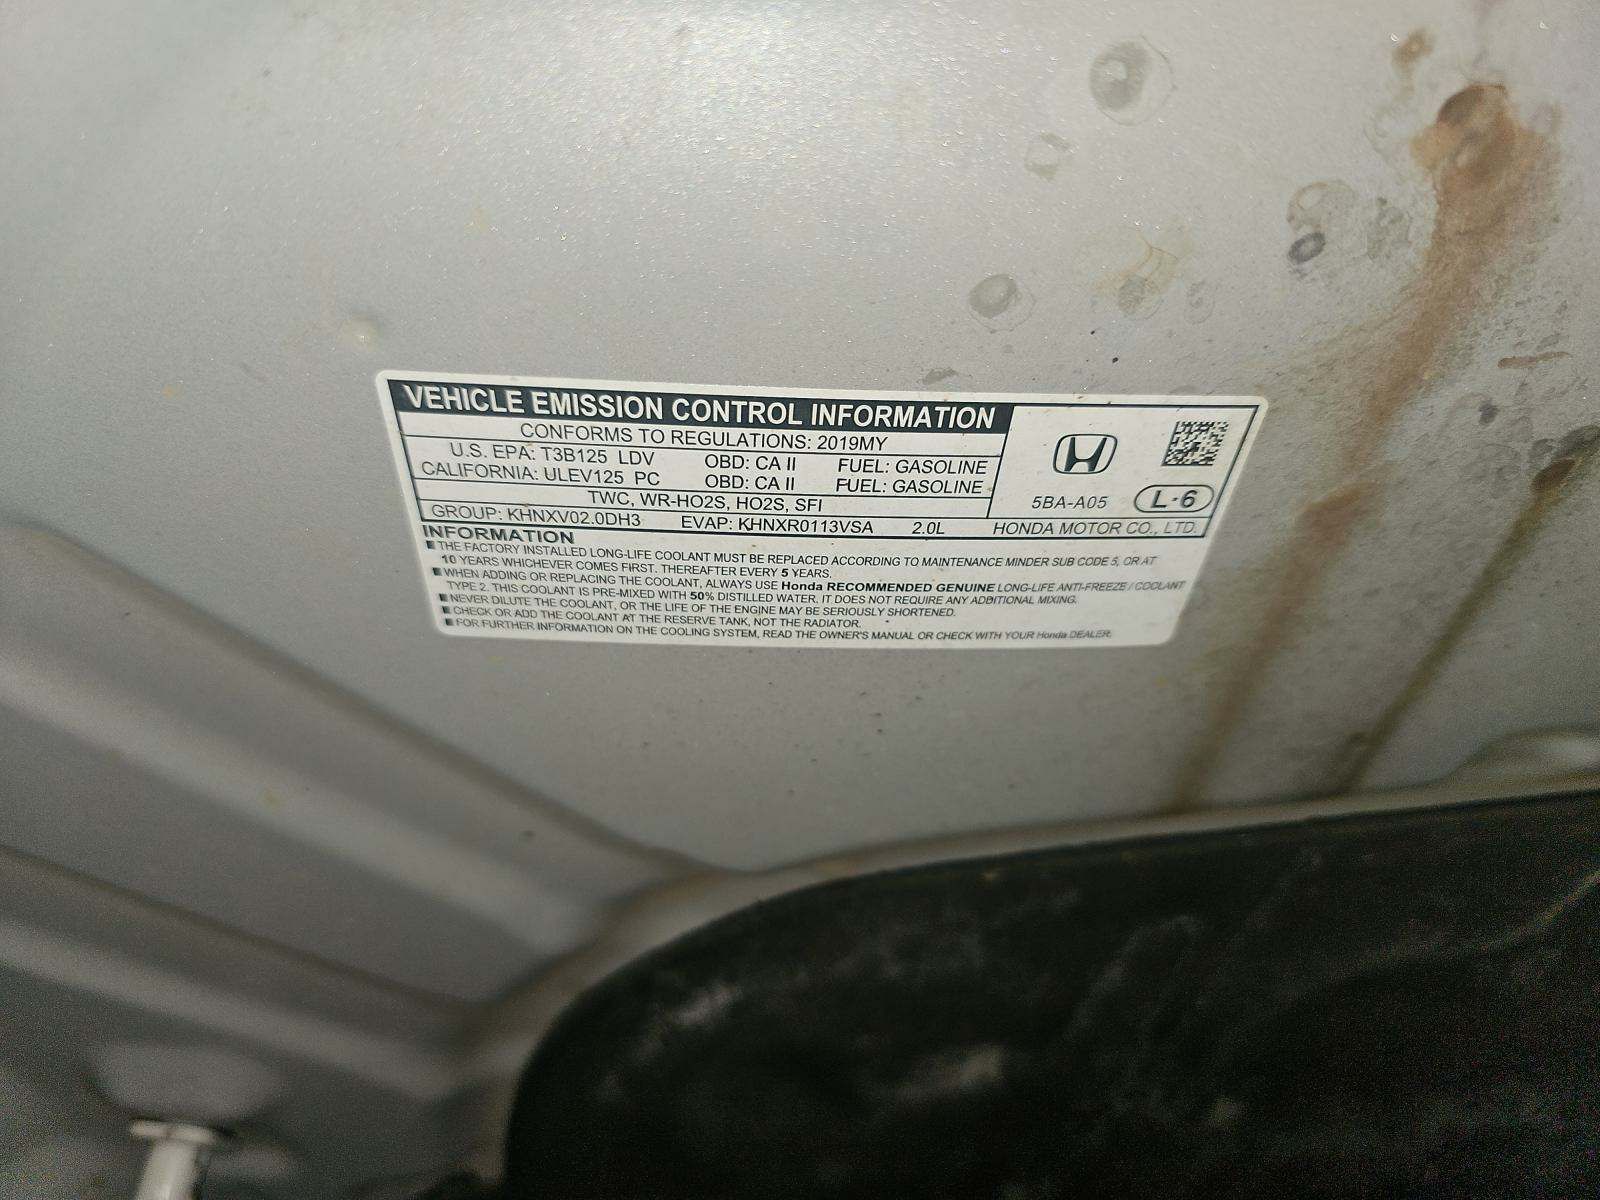 VEHICLE EMISSION CONTROL INFORMATION
CONFORMS TO REGULATIONS: 2019MY
U.S. EPA: T3B125 LDV OBD: CA II FUEL: GASOLINE
CALIFORNIA: ULEV125 PC OBD: CA II FUEL: GASOLINE
TWC, WR-HO2S, HO2S, SFI
5BA-A05 L-6
GROUP: KHNXV02.0DH3 EVAP: KHNXR0113VSA 2.0L HONDA MOTOR CO., LTD.
INFORMATION
■ THE FACTORY INSTALLED LONG-LIFE COOLANT MUST BE REPLACED ACCORDING TO MAINTENANCE MINDER SUB CODE 5, OR AT
10 YEARS WHICHEVER COMES FIRST. THEREAFTER EVERY 5 YEARS.
■ WHEN ADDING OR REPLACING THE COOLANT, ALWAYS USE Honda RECOMMENDED GENUINE LONG-LIFE ANTI-FREEZE / COOLANT
TYPE 2. THIS COOLANT IS PRE-MIXED WITH 50% DISTILLED WATER. IT DOES NOT REQUIRE ANY ADDITIONAL MIXING.
■ NEVER DILUTE THE COOLANT, OR THE LIFE OF THE ENGINE MAY BE SERIOUSLY SHORTENED.
■ CHECK OR ADD THE COOLANT AT THE RESERVE TANK, NOT THE RADIATOR.
■ FOR FURTHER INFORMATION ON THE COOLING SYSTEM, READ THE OWNER'S MANUAL OR CHECK WITH YOUR Honda DEALER.